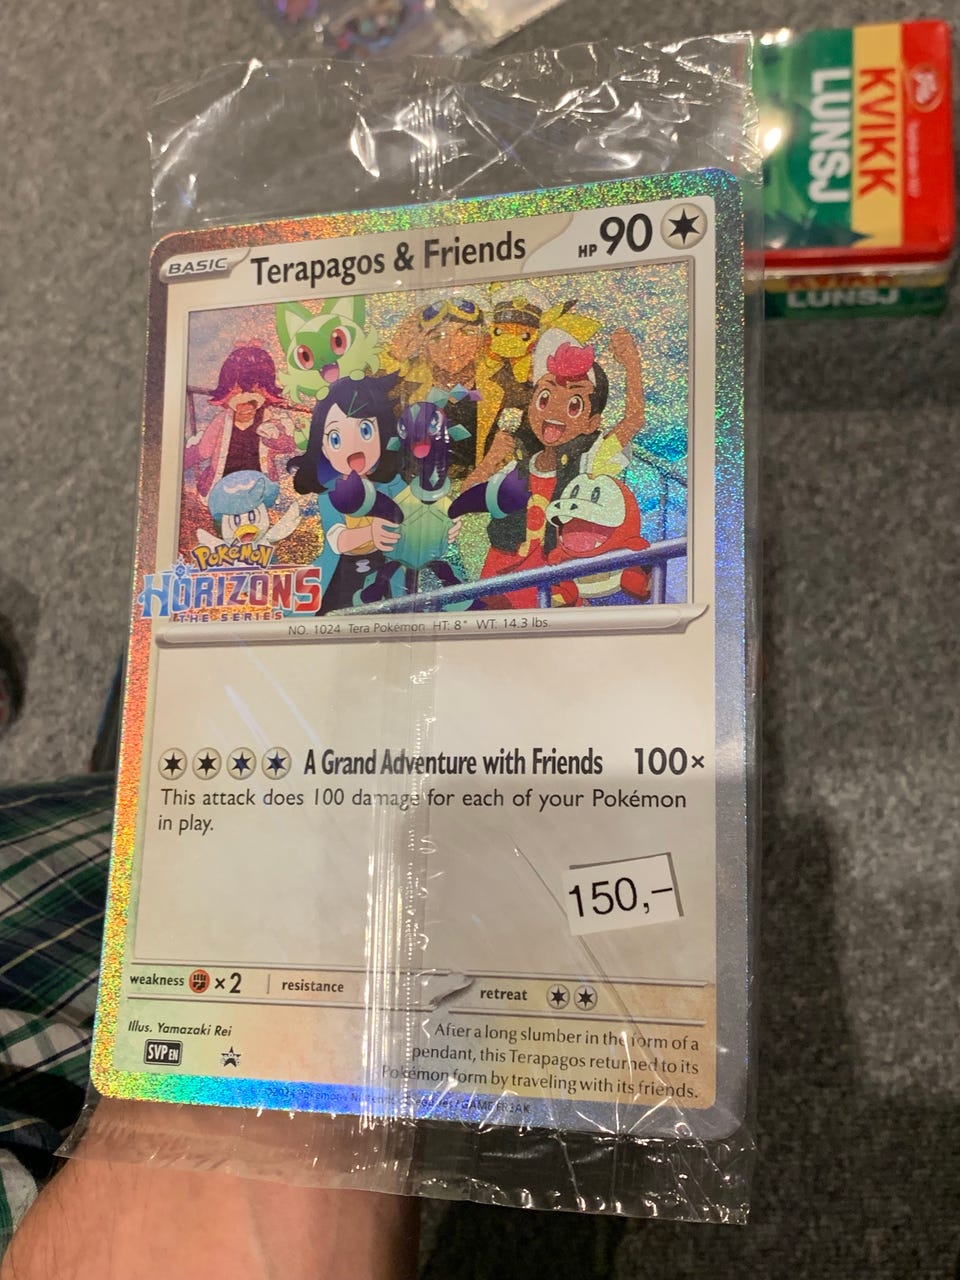 KVIKK
LUNSJ
LUNSJ
BASIC
Terapagos & Friends
HP 90
POKéMON
HORIZONS
THE SERIES
NO. 1024 Tera Pokémon HT: 8" WT: 14.3 lbs.
A Grand Adventure with Friends 100×
This attack does 100 damage for each of your Pokémon
in play.
150,-
weakness ×2 resistance retreat
Illus. Yamazaki Rei
SVP EN
After a long slumber in the form of a
pendant, this Terapagos returned to its
Pokémon form by traveling with its friends.
GAME FREAK